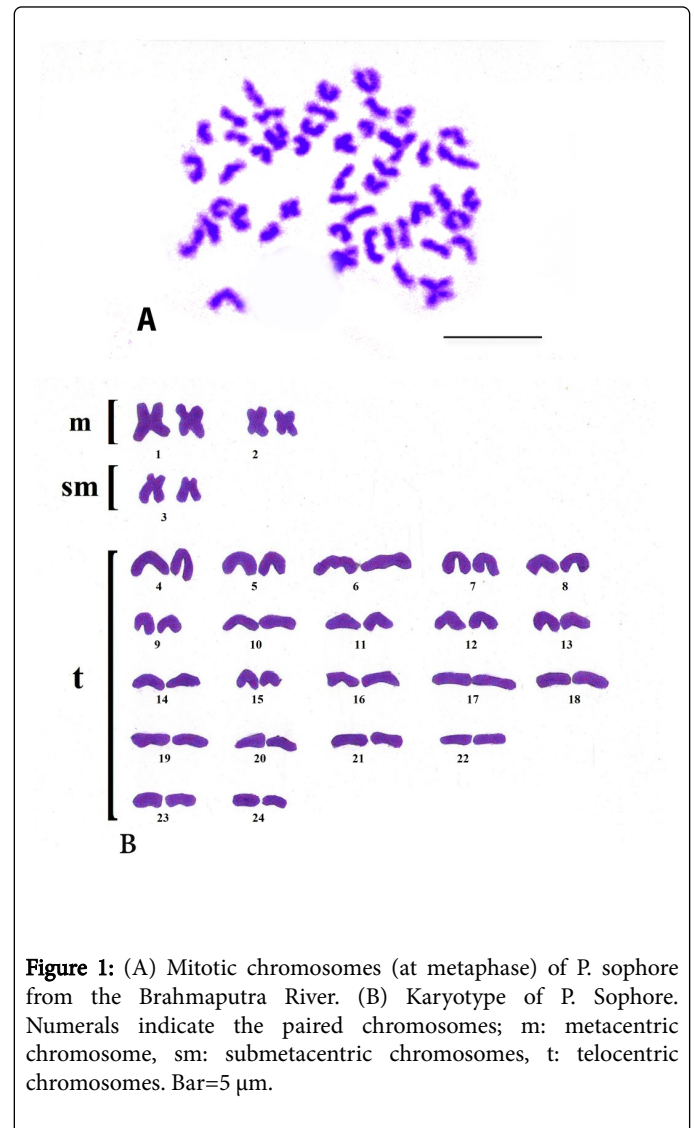 A
m
1 2
sm
3
t
4 5 6 7 8
9 10 11 12 13
14 15 16 17 18
19 20 21 22
23 24
B
Figure 1: (A) Mitotic chromosomes (at metaphase) of P. sophore
from the Brahmaputra River. (B) Karyotype of P. Sophore.
Numerals indicate the paired chromosomes; m: metacentric
chromosome, sm: submetacentric chromosomes, t: telocentric
chromosomes. Bar=5 μm.